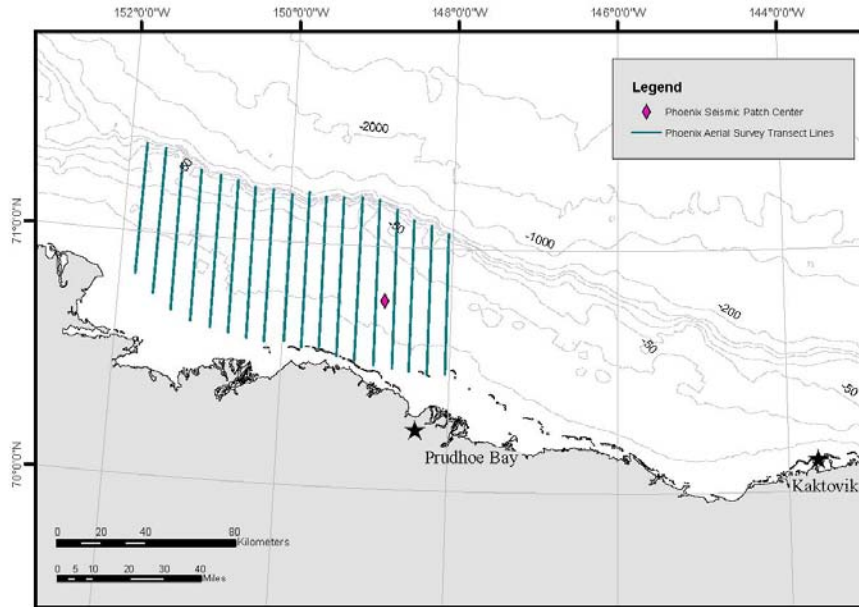 152°0'0"W 150°0'0"W 148°0'0"W 146°0'0"W 144°0'0"W
Legend
Phoenix Seismic Patch Center
Phoenix Aerial Survey Transect Lines
-2000
-50
71°0'0"N
-50
-1000
-200
-50
-50
70°0'0"N
Prudhoe Bay
Kaktovik
0 20 40 80
Kilometers
0 5 10 20 30 40
Miles